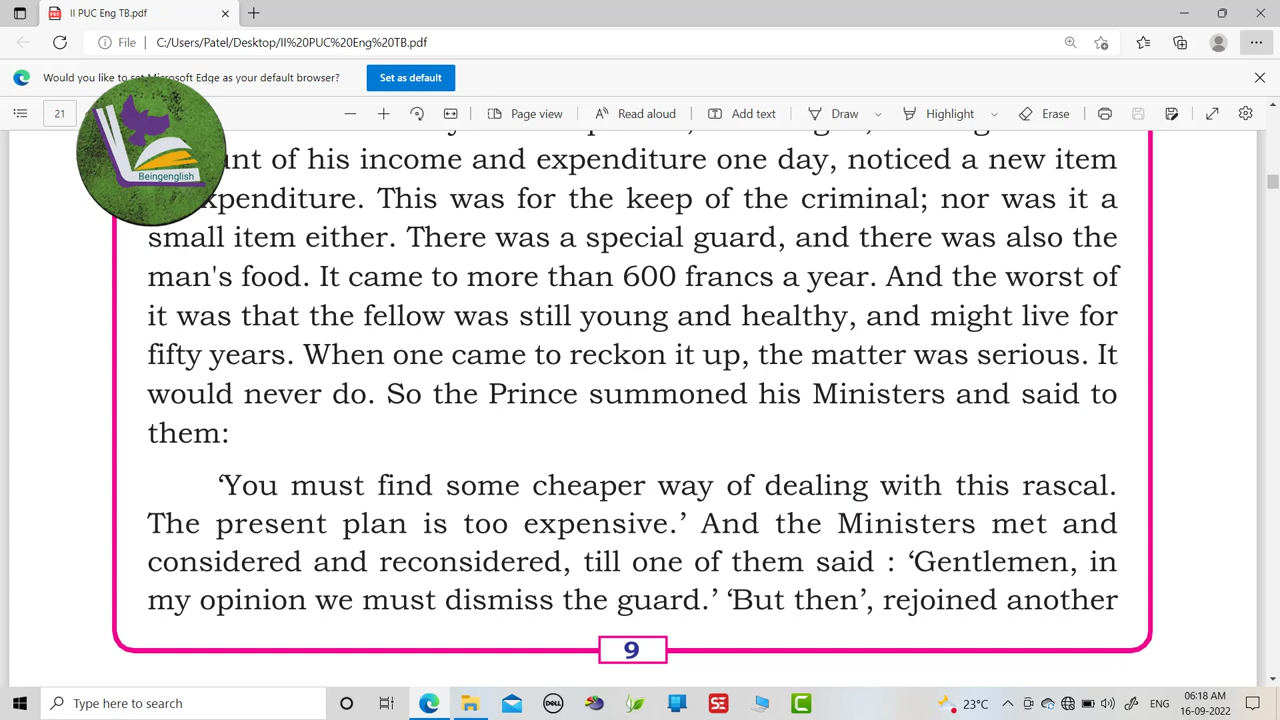 II PUC Eng TB.pdf
File C:/Users/Patel/Desktop/II%20PUC%20Eng%20TB.pdf
Would you like to set Microsoft Edge as your default browser? Set as default
21 Page view Read aloud Add text Draw Highlight Erase
of his income and expenditure one day, noticed a new item
expenditure. This was for the keep of the criminal; nor was it a
small item either. There was a special guard, and there was also the
man's food. It came to more than 600 francs a year. And the worst of
it was that the fellow was still young and healthy, and might live for
fifty years. When one came to reckon it up, the matter was serious. It
would never do. So the Prince summoned his Ministers and said to
them:
‘You must find some cheaper way of dealing with this rascal.
The present plan is too expensive.’ And the Ministers met and
considered and reconsidered, till one of them said : ‘Gentlemen, in
my opinion we must dismiss the guard.’ ‘But then’, rejoined another
9
Beingenglish
Type here to search
DELL
SE
C
23°C
ENG
06:18 AM
16-09-2022